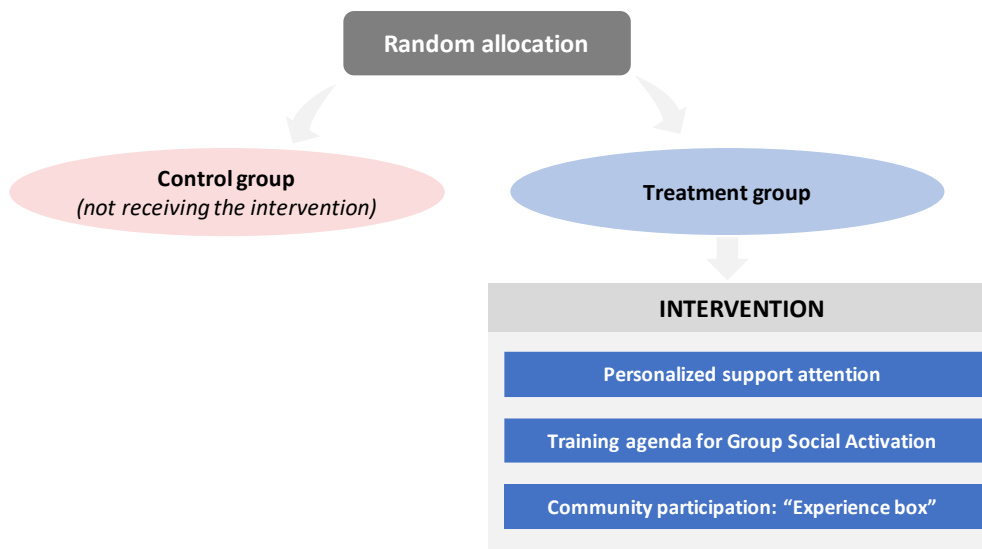 Random allocation
Control group
(not receiving the intervention)
Treatment group
INTERVENTION
Personalized support attention
Training agenda for Group Social Activation
Community participation: “Experience box”